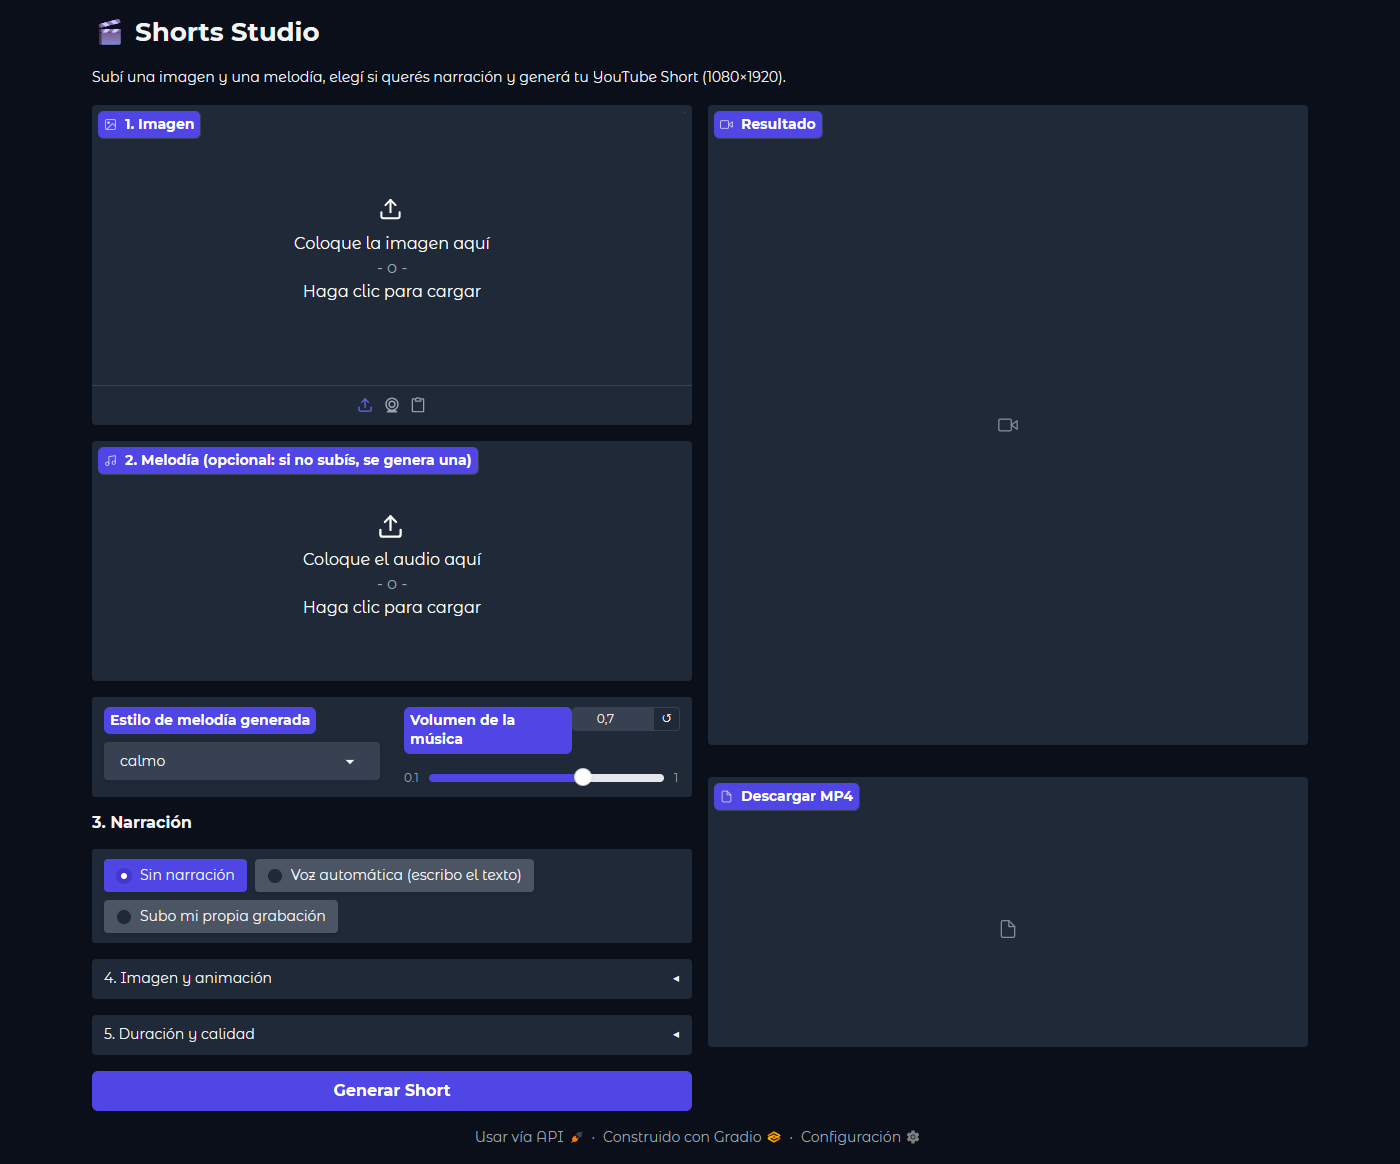 Shorts Studio
Subí una imagen y una melodía, elegí si querés narración y generá tu YouTube Short (1080×1920).
1. Imagen
Coloque la imagen aquí
- o -
Haga clic para cargar
2. Melodía (opcional: si no subís, se genera una)
Coloque el audio aquí
- o -
Haga clic para cargar
Estilo de melodía generada
calmo
Volumen de la
música
0,7
↺
0.1
1
3. Narración
Sin narración
Voz automática (escribo el texto)
Subo mi propia grabación
4. Imagen y animación
5. Duración y calidad
Generar Short
Resultado
Descargar MP4
Usar vía API · Construido con Gradio · Configuración